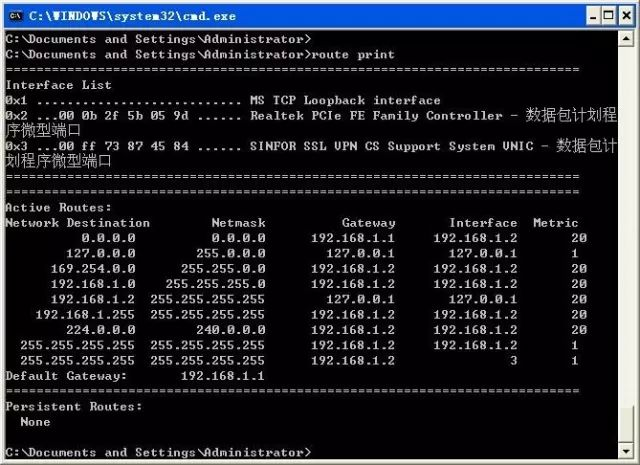 C:\WINDOWS\system32\cmd.exe
C:\Documents and Settings\Administrator>
C:\Documents and Settings\Administrator>route print
===========================================================================
Interface List
0x1 ........................... MS TCP Loopback interface
0x2 ...00 0b 2f 5b 05 9d ...... Realtek PCIe FE Family Controller - 数据包计划程
序微型端口
0x3 ...00 ff 73 87 45 84 ...... SINFOR SSL VPN CS Support System VNIC - 数据包计
划程序微型端口
===========================================================================
===========================================================================
Active Routes:
Network Destination        Netmask          Gateway       Interface  Metric
0.0.0.0          0.0.0.0      192.168.1.1     192.168.1.2       20
127.0.0.0        255.0.0.0        127.0.0.1       127.0.0.1       1
169.254.0.0      255.255.0.0      192.168.1.2     192.168.1.2       20
192.168.1.0    255.255.255.0      192.168.1.2     192.168.1.2       20
192.168.1.2  255.255.255.255        127.0.0.1       127.0.0.1       20
192.168.1.255  255.255.255.255      192.168.1.2     192.168.1.2       20
224.0.0.0        240.0.0.0      192.168.1.2     192.168.1.2       20
255.255.255.255  255.255.255.255      192.168.1.2     192.168.1.2       1
255.255.255.255  255.255.255.255      192.168.1.2               3       1
Default Gateway:       192.168.1.1
===========================================================================
Persistent Routes:
None
C:\Documents and Settings\Administrator>